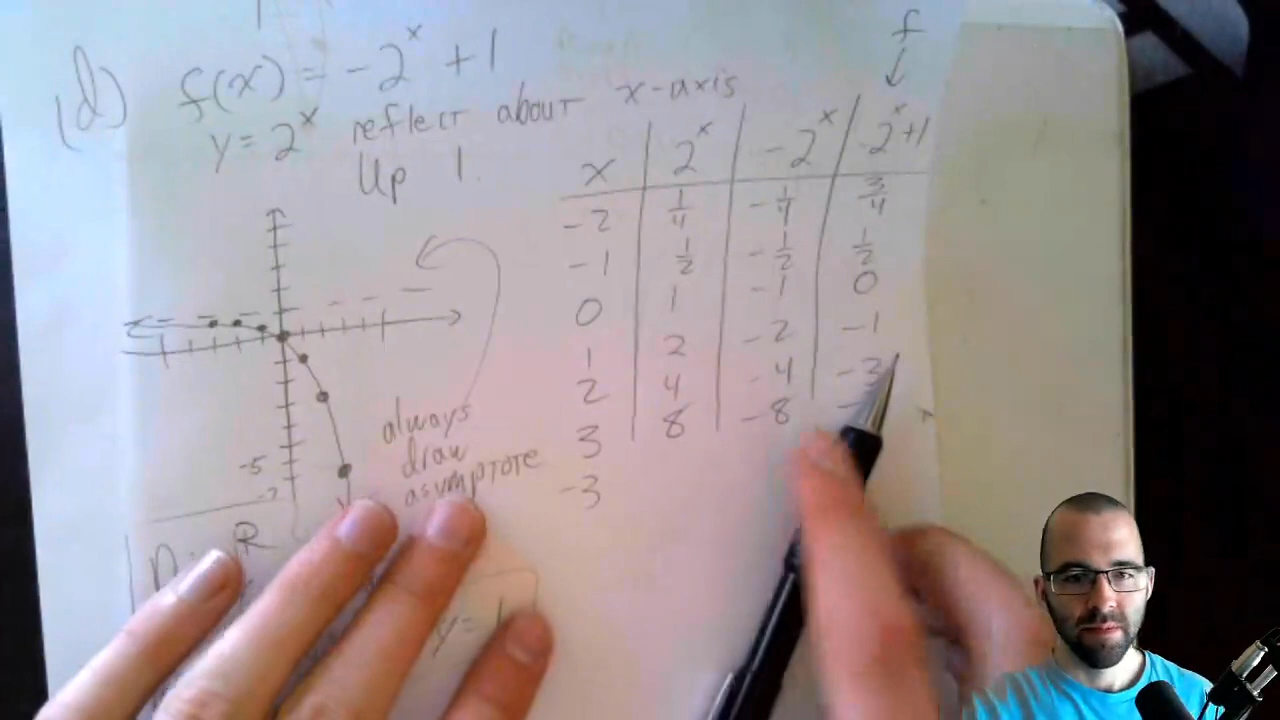 (d) f(x) = -2^x + 1
y = 2^x reflect about x-axis
Up 1.
f
↓
x 2^x -2^x -2^x+1
-2 1/4 -1/4 3/4
-1 1/2 -1/2 1/2
0 1 -1 0
1 2 -2 -1
2 4 -4 -3
3 8 -8
-3
-5
-7
always
draw
asymptote
D: ℝ
y = 1